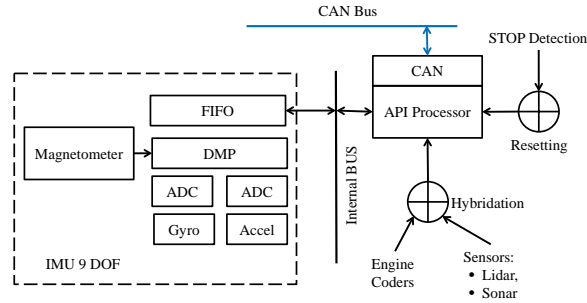 CAN Bus
STOP Detection
CAN
FIFO
API Processor
Resetting
Magnetometer
DMP
Internal BUS
ADC ADC
Hybridation
Gyro Accel
IMU 9 DOF
Engine
Coders
Sensors:
• Lidar,
• Sonar